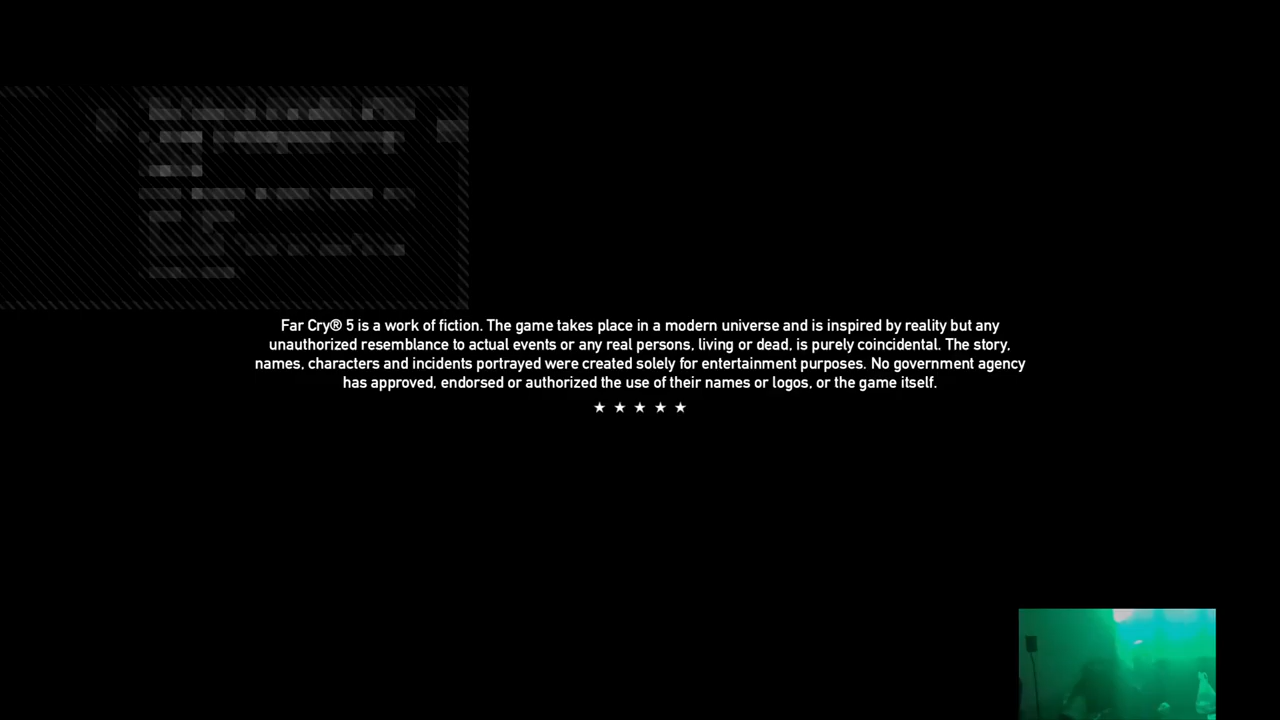 Far Cry® 5 is a work of fiction. The game takes place in a modern universe and is inspired by reality but any
unauthorized resemblance to actual events or any real persons, living or dead, is purely coincidental. The story,
names, characters and incidents portrayed were created solely for entertainment purposes. No government agency
has approved, endorsed or authorized the use of their names or logos, or the game itself.
★ ★ ★ ★ ★